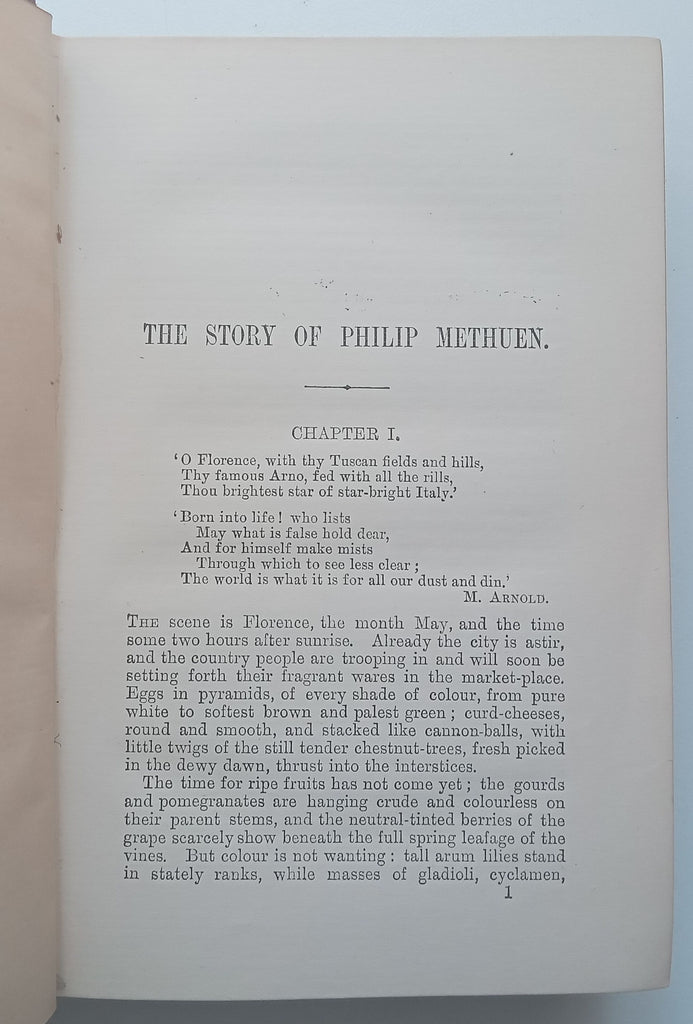 THE STORY OF PHILIP METHUEN.
CHAPTER I.
‘O Florence, with thy Tuscan fields and hills,
Thy famous Arno, fed with all the rills,
Thou brightest star of star-bright Italy.’
‘Born into life! who lists
May what is false hold dear,
And for himself make mists
Through which to see less clear;
The world is what it is for all our dust and din.’
M. ARNOLD.
THE scene is Florence, the month May, and the time
some two hours after sunrise. Already the city is astir,
and the country people are trooping in and will soon be
setting forth their fragrant wares in the market-place.
Eggs in pyramids, of every shade of colour, from pure
white to softest brown and palest green; curd-cheeses,
round and smooth, and stacked like cannon-balls, with
little twigs of the still tender chestnut-trees, fresh picked
in the dewy dawn, thrust into the interstices.
The time for ripe fruits has not come yet; the gourds
and pomegranates are hanging crude and colourless on
their parent stems, and the neutral-tinted berries of the
grape scarcely show beneath the full spring leafage of the
vines. But colour is not wanting: tall arum lilies stand
in stately ranks, while masses of gladioli, cyclamen,
1